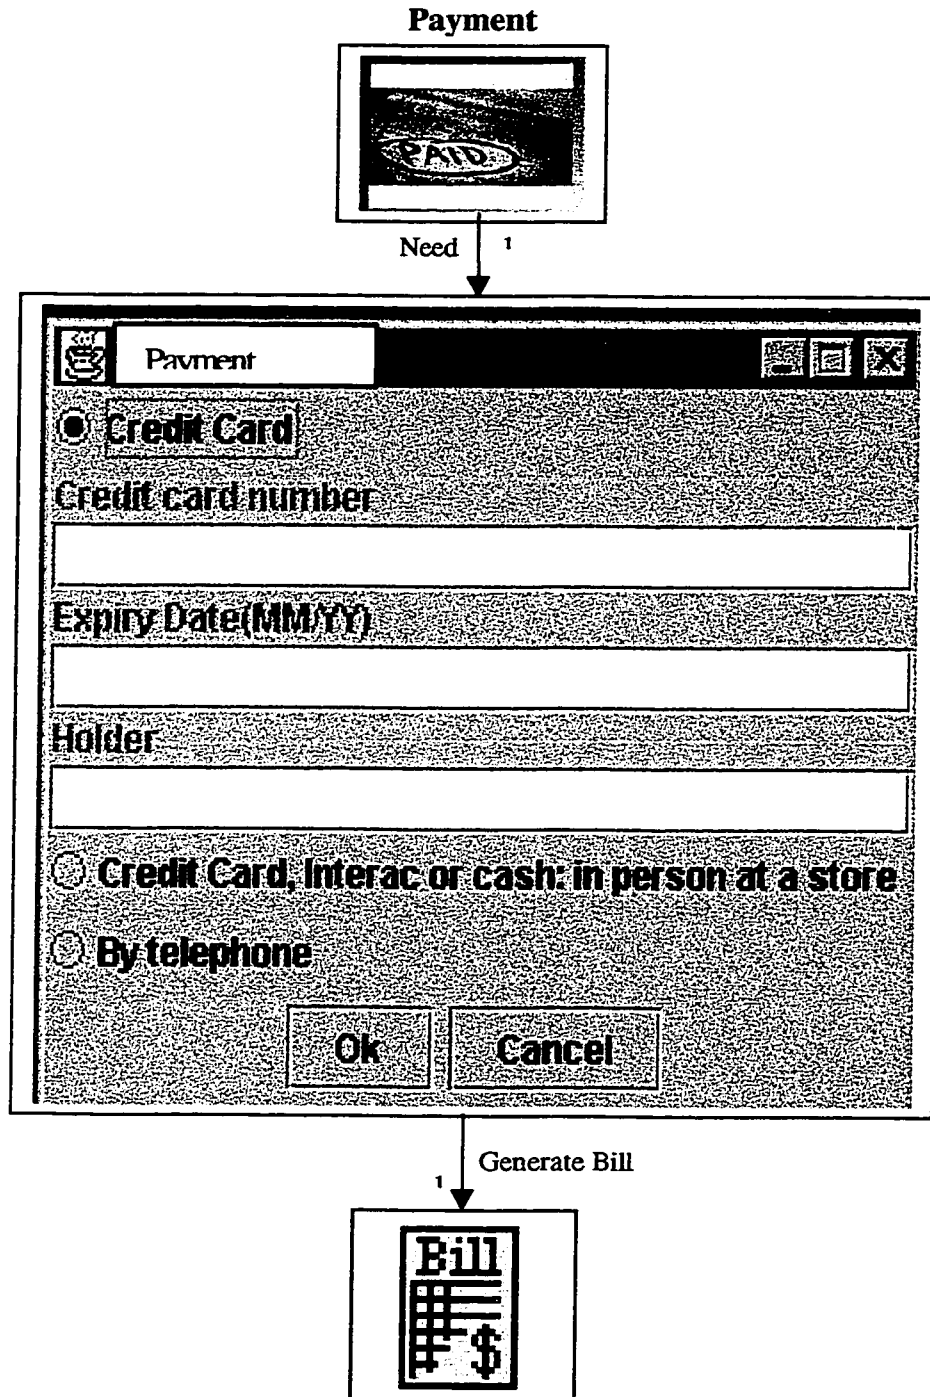 Payment
PAID
Need 1
Payment
Credit Card
Credit card number
Expiry Date(MM/YY)
Holder
Credit Card, Interac or cash: in person at a store
By telephone
Ok Cancel
Generate Bill
1
Bill
$